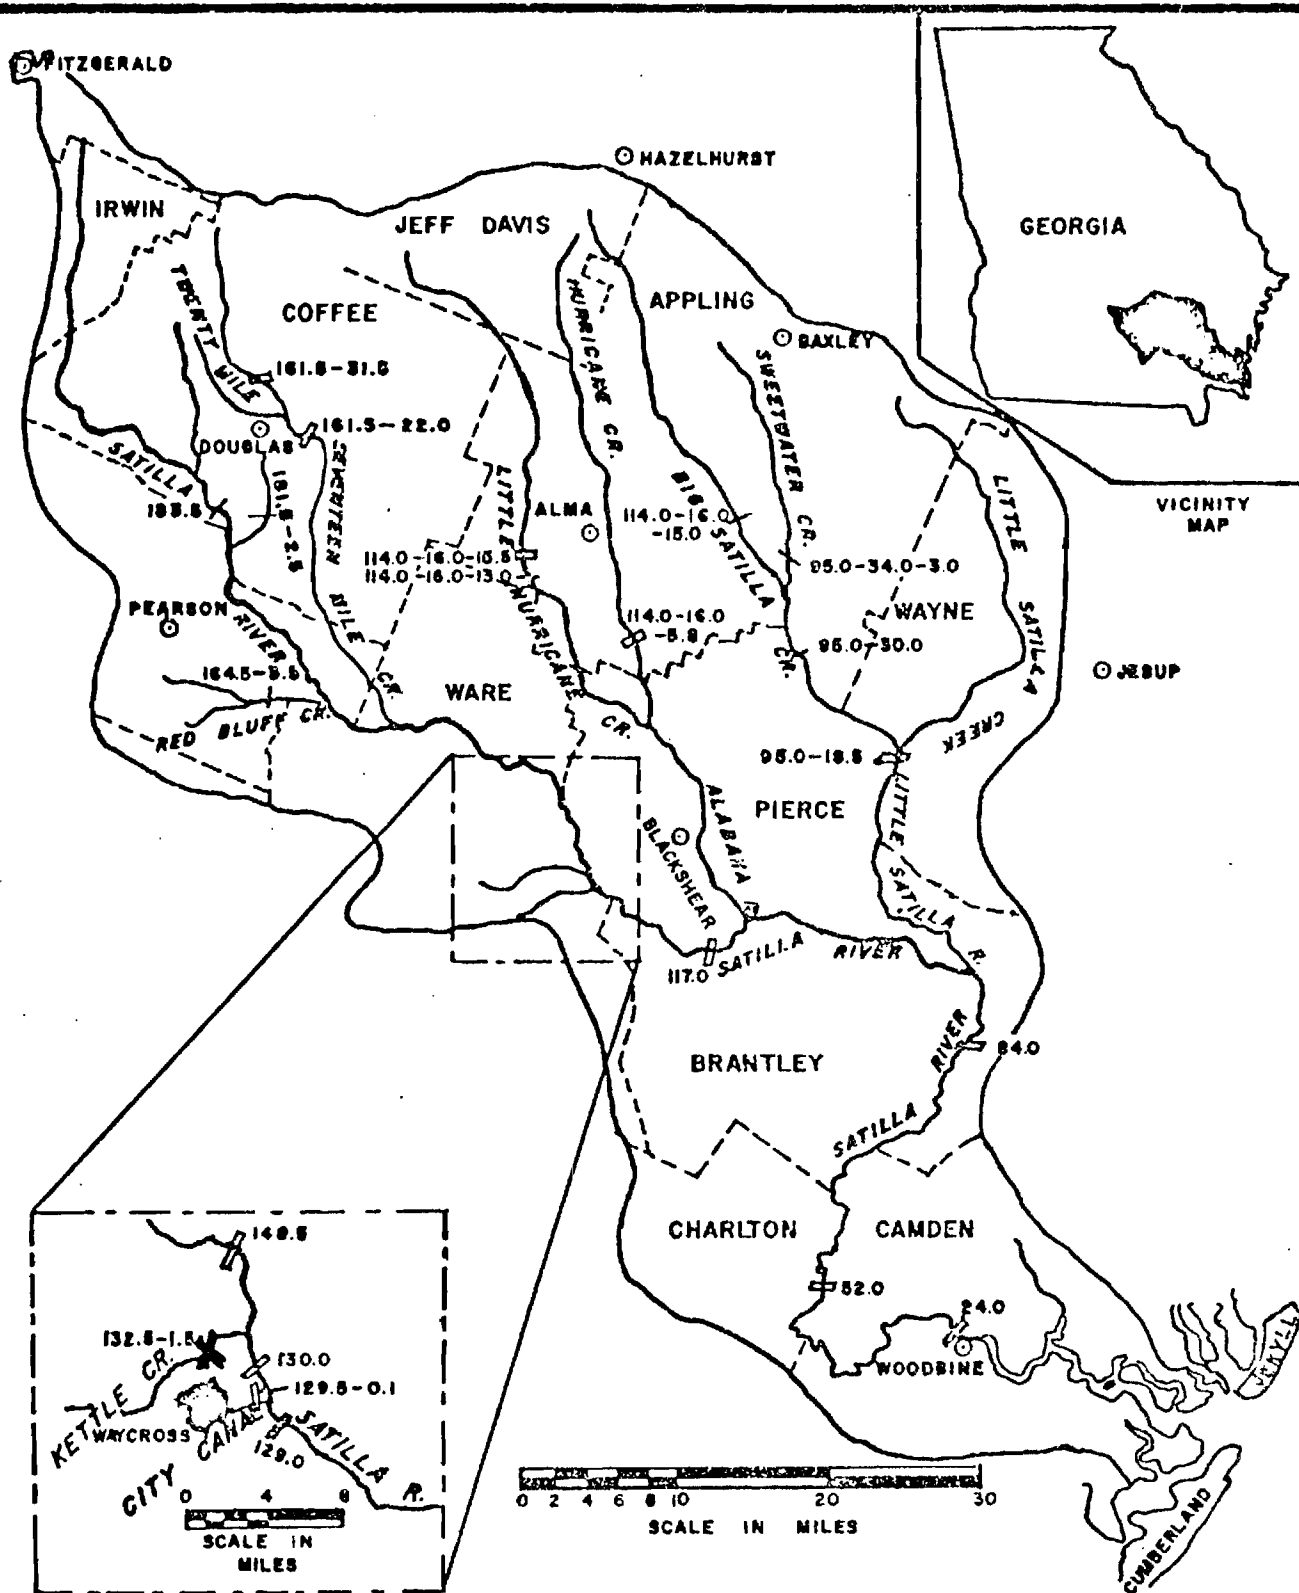 FITZGERALD
HAZELHURST
IRWIN
JEFF DAVIS
GEORGIA
COFFEE
APPLING
TWENTY MILE
HURRICANE CR.
BAXLEY
SWEETWATER CR.
161.5-31.5
161.5-22.0
DOUGLAS
SATILLA
RIVER
183.5
181.5-2.5
SEVENTEEN
MILE
CR.
LITTLE
HURRICANE
CR.
ALMA
BIG
SATILLA
CR.
114.0-16.0
-15.0
LITTLE
SATILLA
CREEK
VICINITY
MAP
114.0-16.0-15.5
114.0-16.0-13.0
95.0-34.0-3.0
PEARSON
114.0-16.0
-5.8
WAYNE
95.0-30.0
JESUP
164.5-9.5
WARE
RED BLUFF CR.
95.0-18.5
LITTLE
SATILLA
R.
PIERCE
ALABAHA
BLACKSHEAR
117.0
SATILLA
RIVER
BRANTLEY
RIVER
84.0
SATILLA
CHARLTON
CAMDEN
149.5
52.0
24.0
132.5-1.5
KETTLE CR.
130.0
129.5-0.1
WOODBINE
JEKYLL
WAYCROSS
CITY
CANAL
129.0
SATILLA
R.
0 4 8
SCALE IN
MILES
0 2 4 6 8 10 20 30
SCALE IN MILES
CUMBERLAND